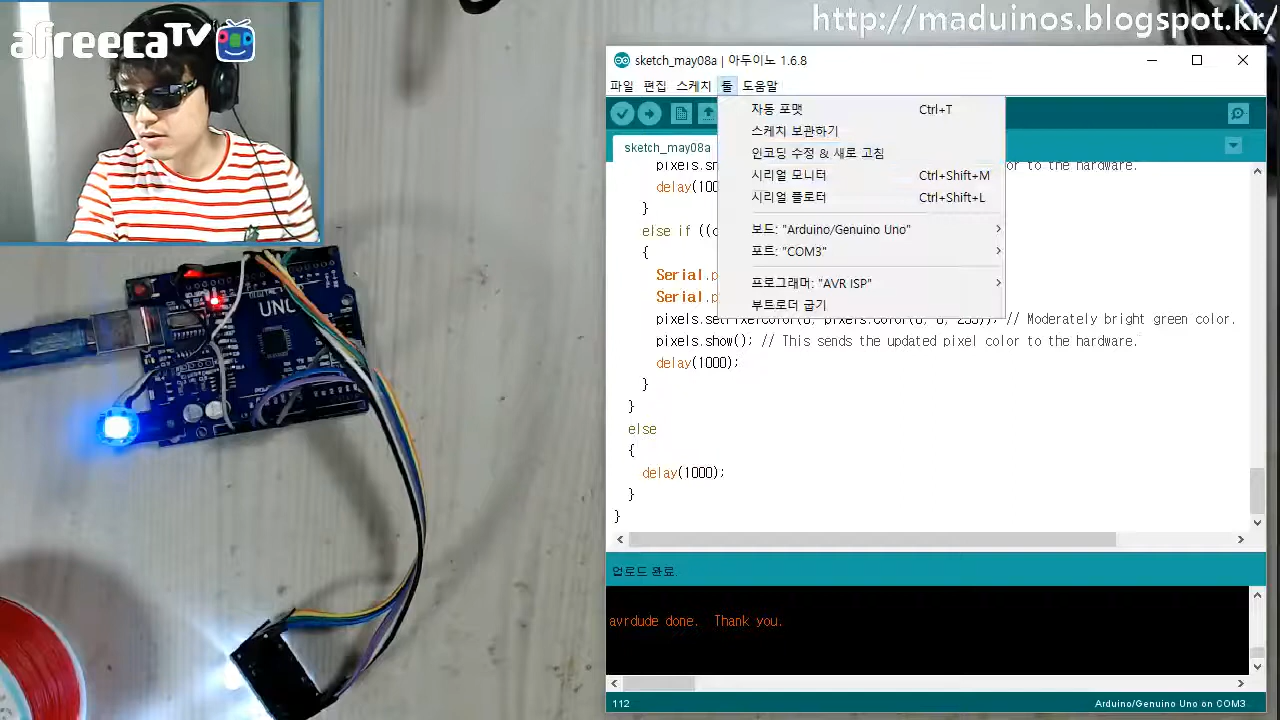 afreecaTV
http://maduinos.blogspot.kr/
sketch_may08a | 아두이노 1.6.8
파일 편집 스케치 툴 도움말
자동 포맷 Ctrl+T
스케치 보관하기
인코딩 수정 & 새로 고침
시리얼 모니터 Ctrl+Shift+M
시리얼 플로터 Ctrl+Shift+L
보드: "Arduino/Genuino Uno"
포트: "COM3"
프로그래머: "AVR ISP"
부트로더 굽기
sketch_may08a
to the hardware.
}
else if
{
// Moderately bright green color.
pixels.show(); // This sends the updated pixel color to the hardware.
delay(1000);
}
}
else
{
delay(1000);
}
}
업로드 완료.
avrdude done. Thank you.
112 Arduino/Genuino Uno on COM3
UNO